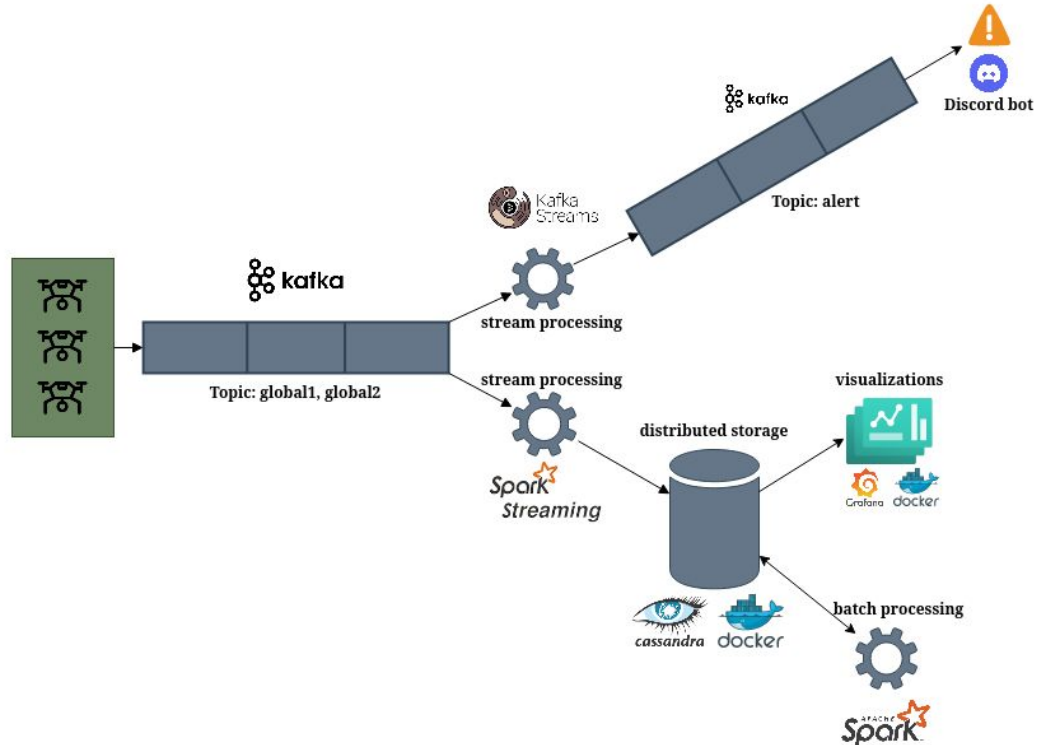 Discord bot
kafka
Topic: alert
Kafka
Streams
stream processing
kafka
Topic: global1, global2
stream processing
Spark
Streaming
distributed storage
cassandra
docker
visualizations
Grafana
docker
batch processing
APACHE
Spark